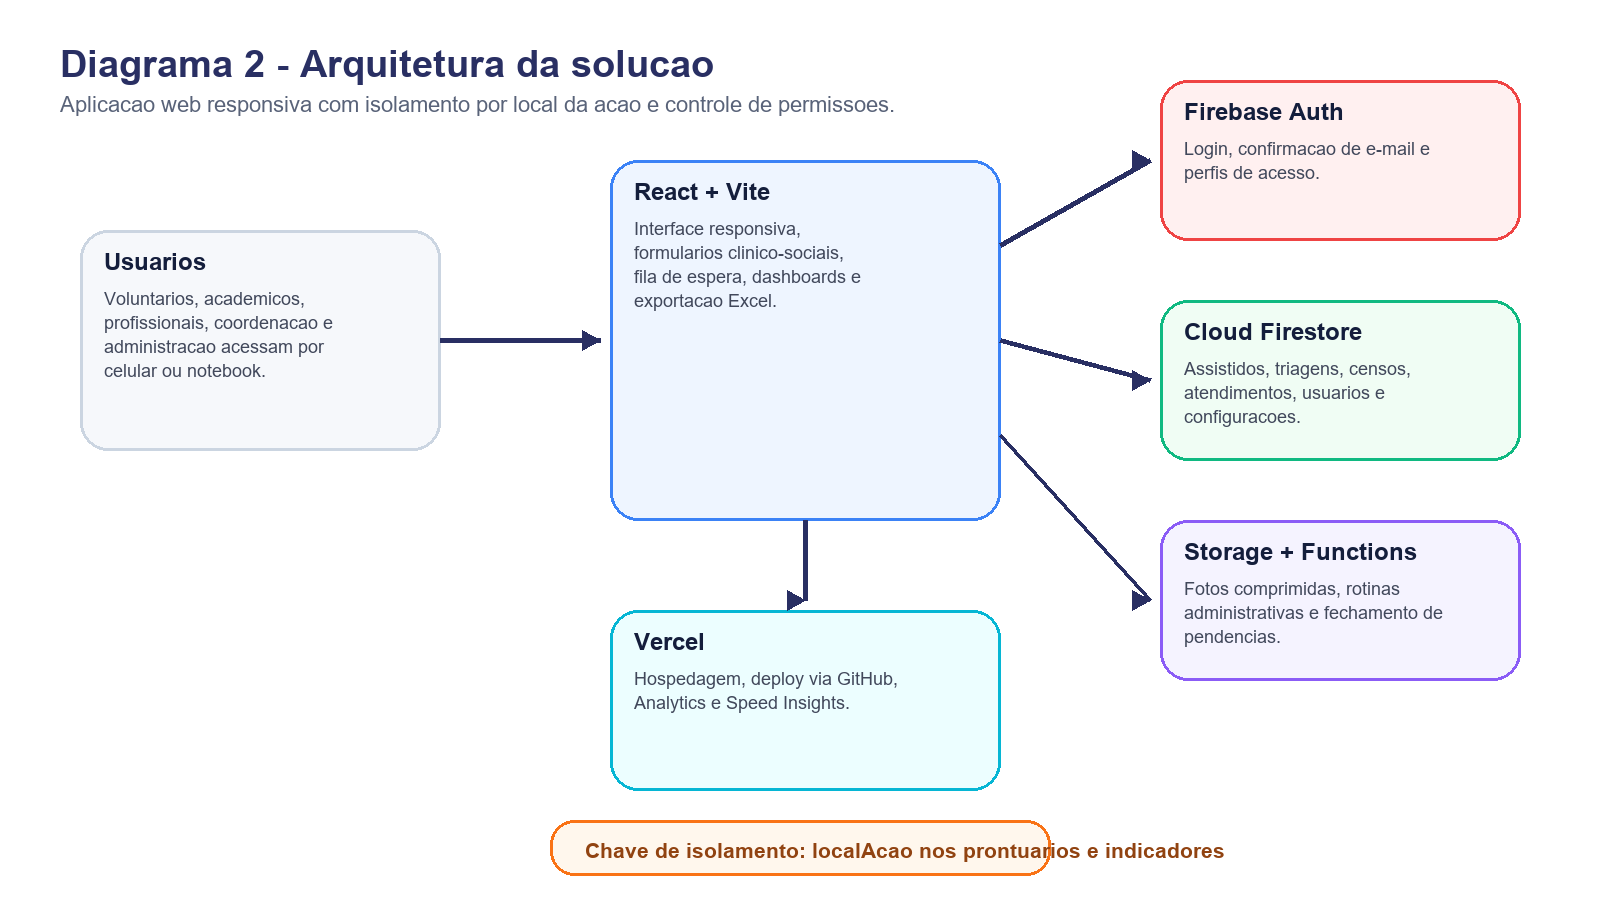 Diagrama 2 - Arquitetura da solucao
Aplicacao web responsiva com isolamento por local da acao e controle de permissoes.
Usuarios
Voluntarios, academicos,
profissionais, coordenacao e
administracao acessam por
celular ou notebook.
React + Vite
Interface responsiva,
formularios clinico-sociais,
fila de espera, dashboards e
exportacao Excel.
Firebase Auth
Login, confirmacao de e-mail e
perfis de acesso.
Cloud Firestore
Assistidos, triagens, censos,
atendimentos, usuarios e
configuracoes.
Storage + Functions
Fotos comprimidas, rotinas
administrativas e fechamento de
pendencias.
Vercel
Hospedagem, deploy via GitHub,
Analytics e Speed Insights.
Chave de isolamento: localAcao nos prontuarios e indicadores